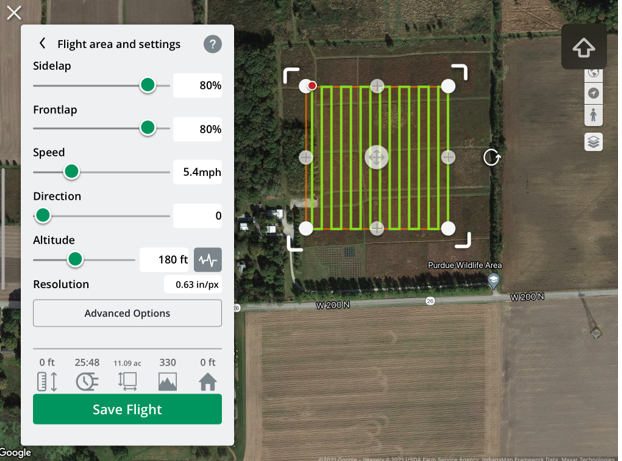 Flight area and settings
?
Sidelap
80%
Frontlap
80%
Speed
5.4mph
Direction
0
Altitude
180 ft
Resolution
0.63 in/px
Advanced Options
0 ft 25:48 11.09 ac 330 0 ft
Save Flight
Google
Purdue Wildlife Area
W 200 N
26
W 200 N
©2021 Google - Imagery ©2021 USDA Farm Service Agency, IndianaMap Framework Data, Maxar Technologies